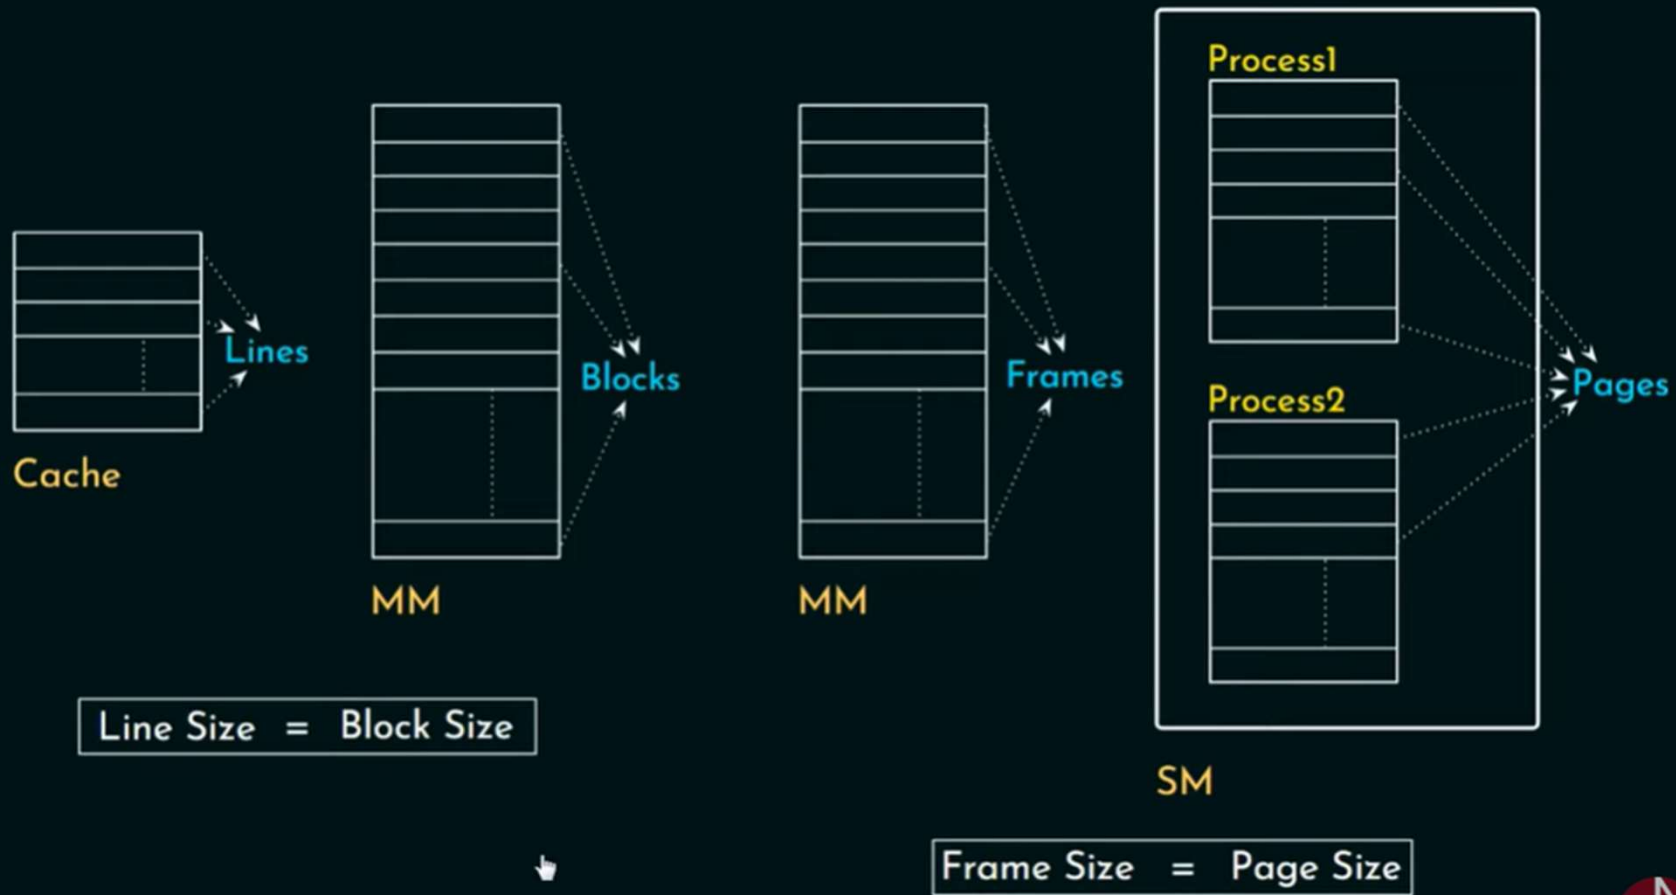 Process1
Lines
Blocks
Frames
Pages
Process2
Cache
MM
MM
Line Size = Block Size
SM
Frame Size = Page Size